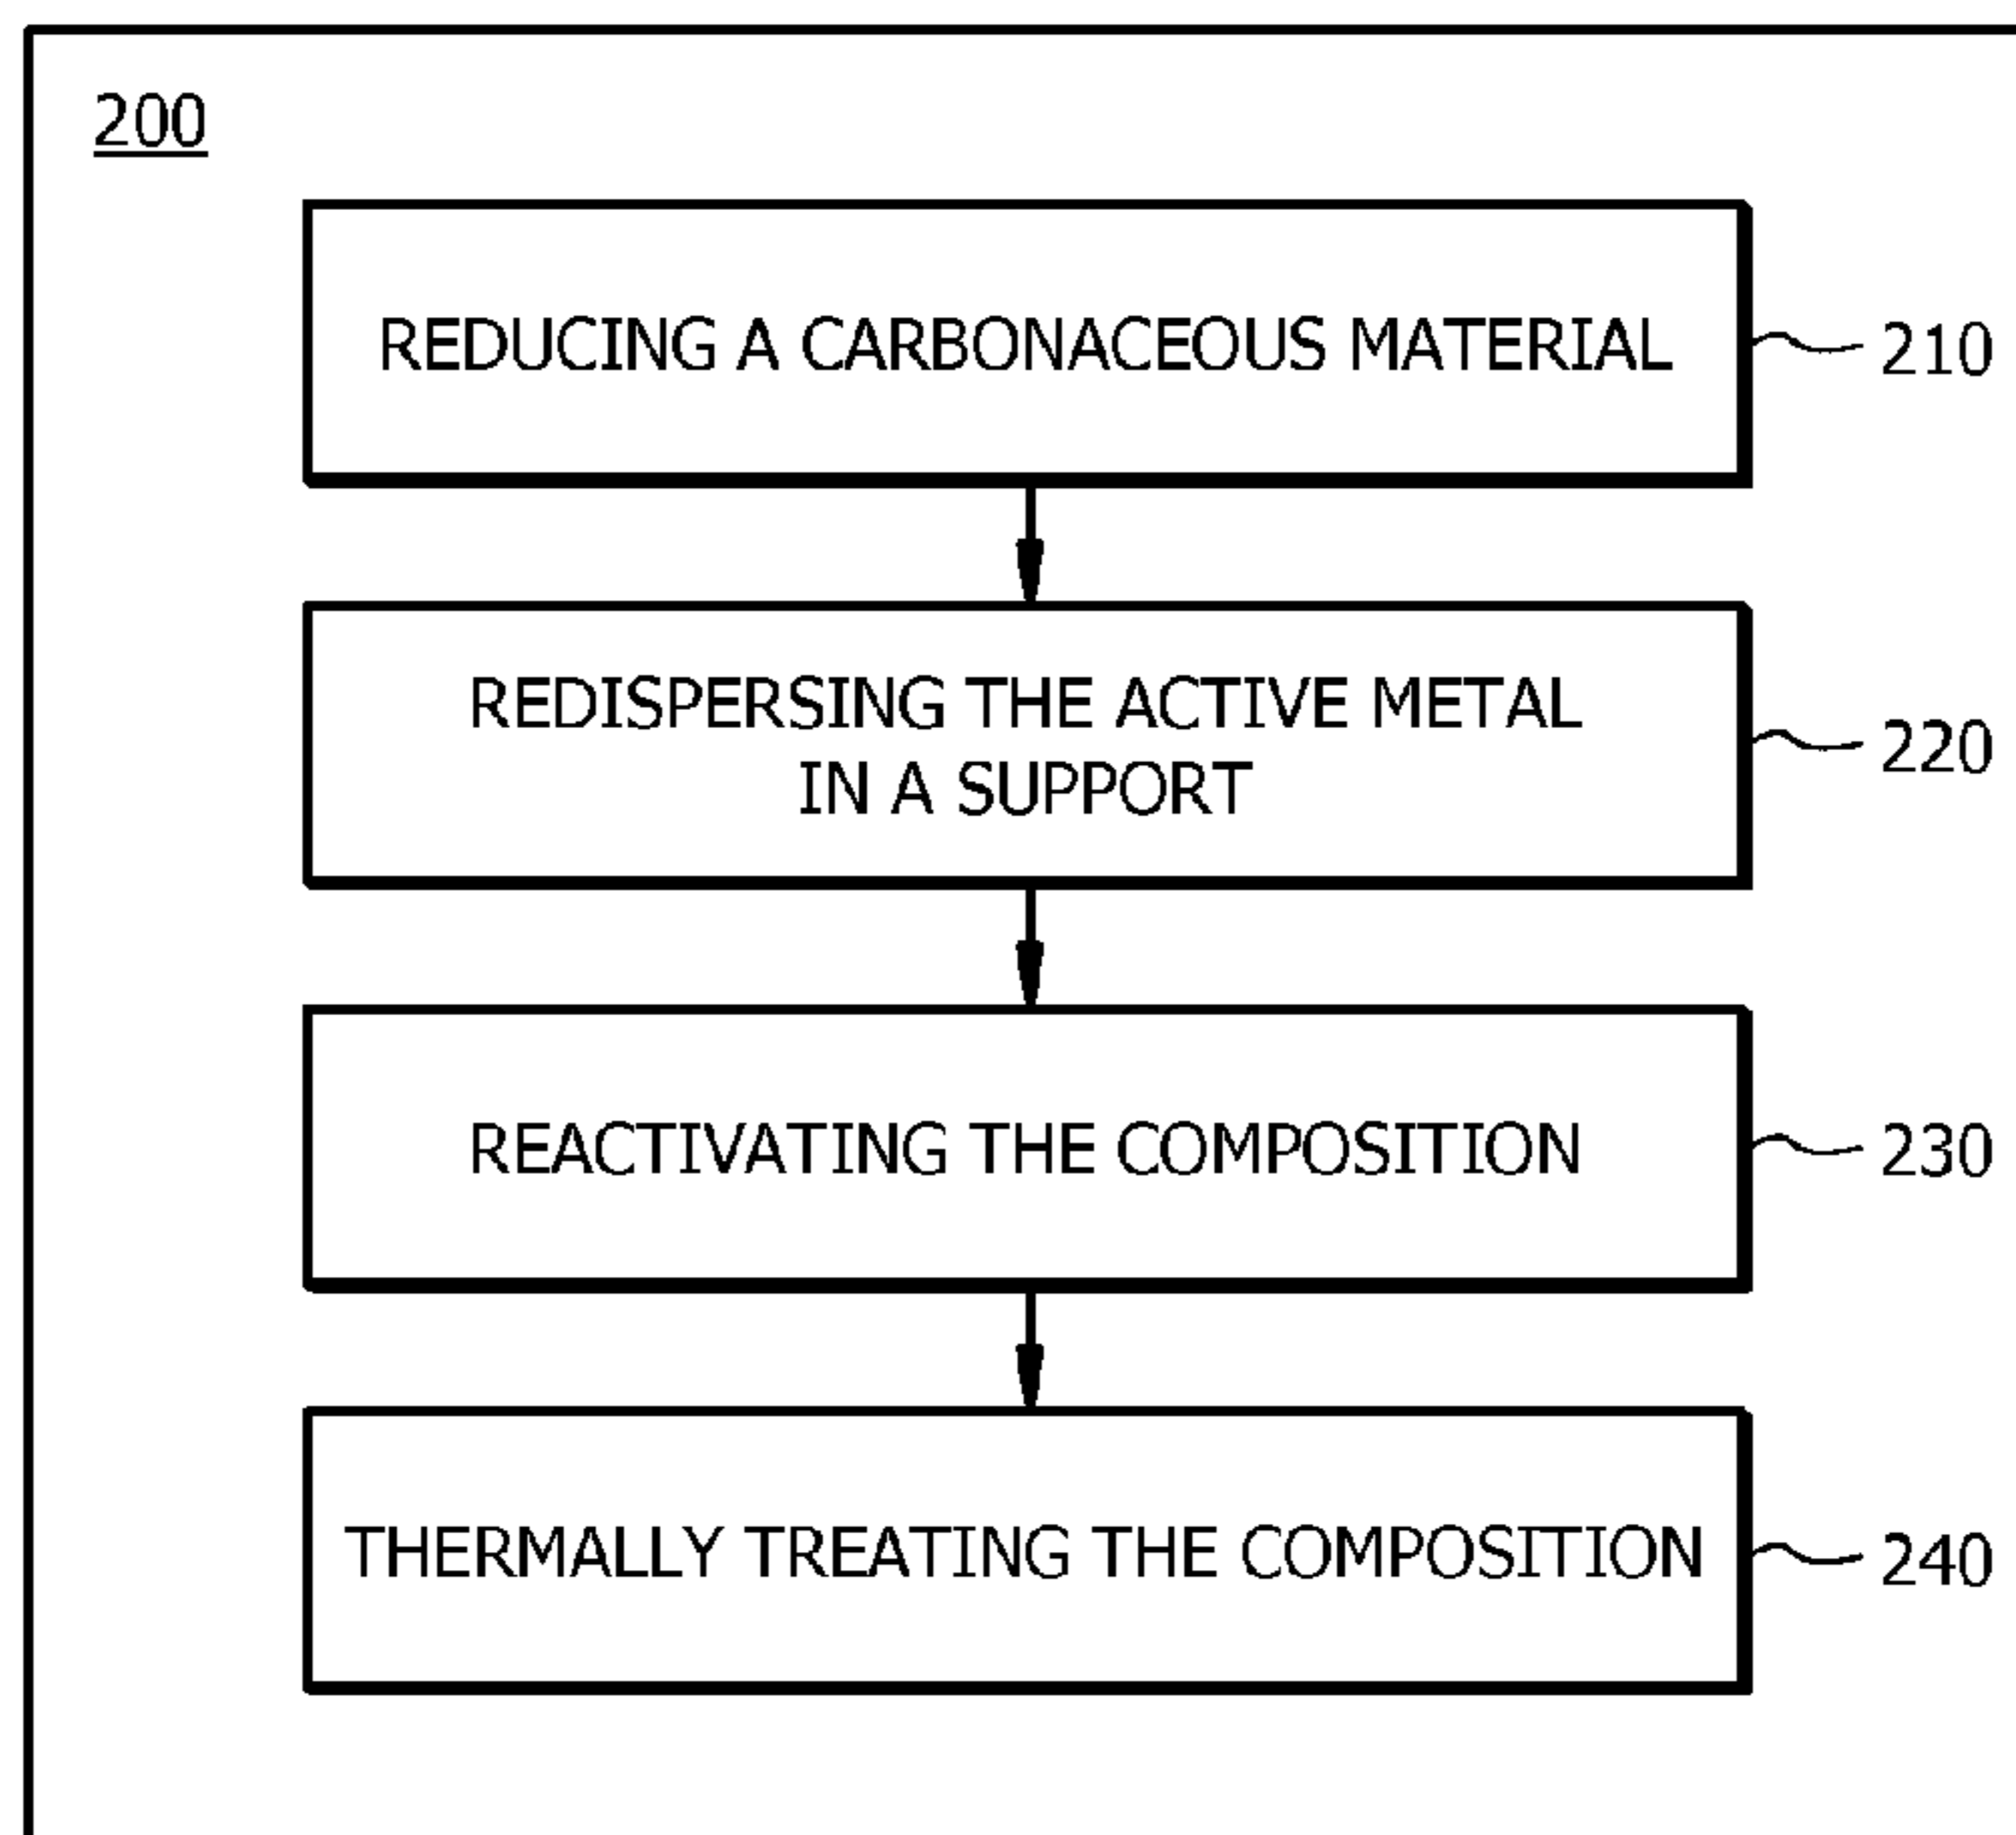 200
REDUCING A CARBONACEOUS MATERIAL
210
REDISPERSING THE ACTIVE METAL
IN A SUPPORT
220
REACTIVATING THE COMPOSITION
230
THERMALLY TREATING THE COMPOSITION
240